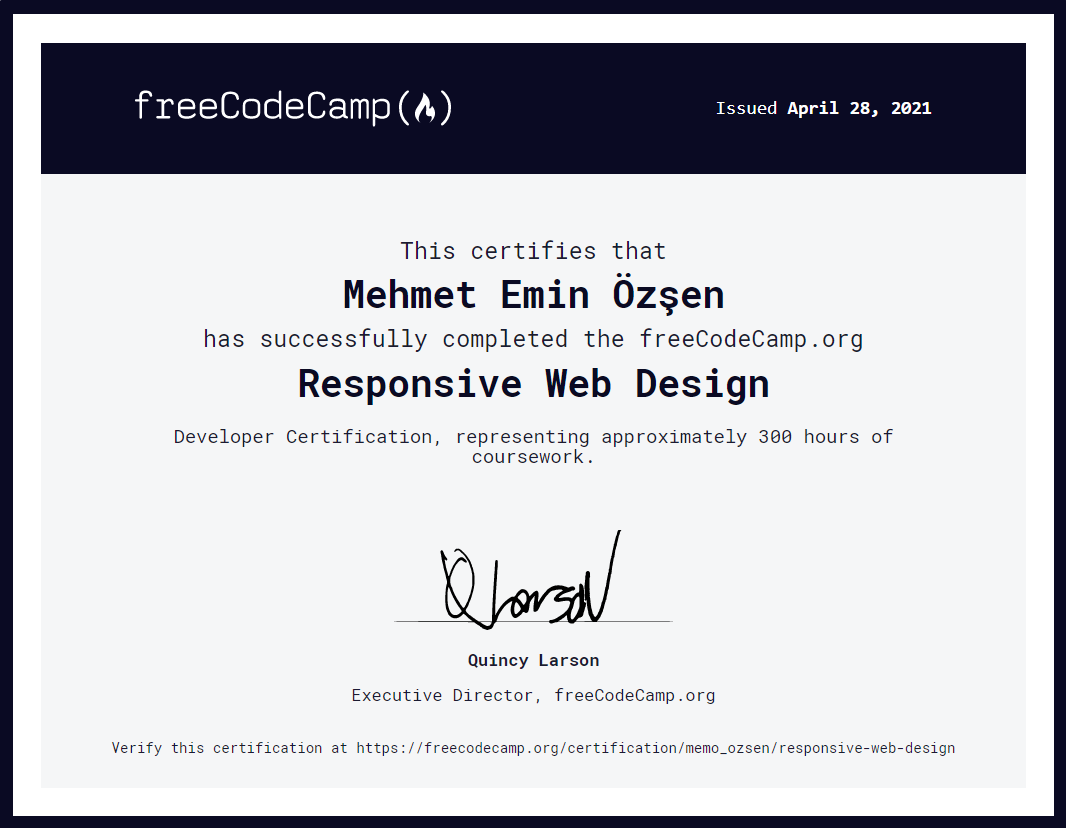 freeCodeCamp(🔥)
Issued April 28, 2021
This certifies that
Mehmet Emin Özşen
has successfully completed the freeCodeCamp.org
Responsive Web Design
Developer Certification, representing approximately 300 hours of
coursework.
Q Larson
Quincy Larson
Executive Director, freeCodeCamp.org
Verify this certification at https://freecodecamp.org/certification/memo_ozsen/responsive-web-design